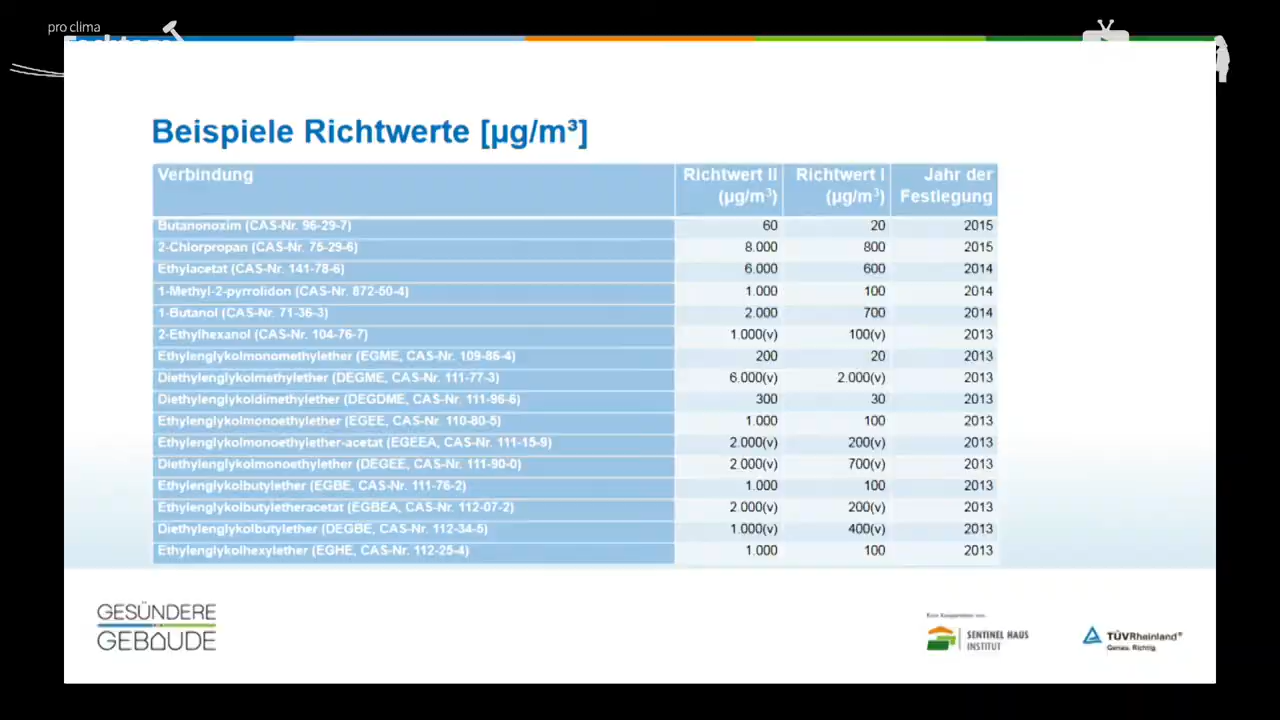 pro clima
Beispiele Richtwerte [µg/m³]
Verbindung Richtwert II (µg/m³) Richtwert I (µg/m³) Jahr der Festlegung
Butanonoxim (CAS-Nr. 96-29-7) 60 20 2015
2-Chlorpropan (CAS-Nr. 75-29-6) 8.000 800 2015
Ethylacetat (CAS-Nr. 141-78-6) 6.000 600 2014
1-Methyl-2-pyrrolidon (CAS-Nr. 872-50-4) 1.000 100 2014
1-Butanol (CAS-Nr. 71-36-3) 2.000 700 2014
2-Ethylhexanol (CAS-Nr. 104-76-7) 1.000(v) 100(v) 2013
Ethylenglykolmonomethylether (EGME, CAS-Nr. 109-86-4) 200 20 2013
Diethylenglykolmethylether (DEGME, CAS-Nr. 111-77-3) 6.000(v) 2.000(v) 2013
Diethylenglykoldimethylether (DEGDME, CAS-Nr. 111-96-6) 300 30 2013
Ethylenglykolmonoethylether (EGEE, CAS-Nr. 110-80-5) 1.000 100 2013
Ethylenglykolmonoethylether-acetat (EGEEA, CAS-Nr. 111-15-9) 2.000(v) 200(v) 2013
Diethylenglykolmonoethylether (DEGEE, CAS-Nr. 111-90-0) 2.000(v) 700(v) 2013
Ethylenglykolbutylether (EGBE, CAS-Nr. 111-76-2) 1.000 100 2013
Ethylenglykolbutyletheracetat (EGBEA, CAS-Nr. 112-07-2) 2.000(v) 200(v) 2013
Diethylenglykolbutylether (DEGBE, CAS-Nr. 112-34-5) 1.000(v) 400(v) 2013
Ethylenglykolhexylether (EGHE, CAS-Nr. 112-25-4) 1.000 100 2013
GESÜNDERE
GEBÄUDE
Eine Kooperation von:
SENTINEL HAUS
INSTITUT
TÜVRheinland®
Genau. Richtig.